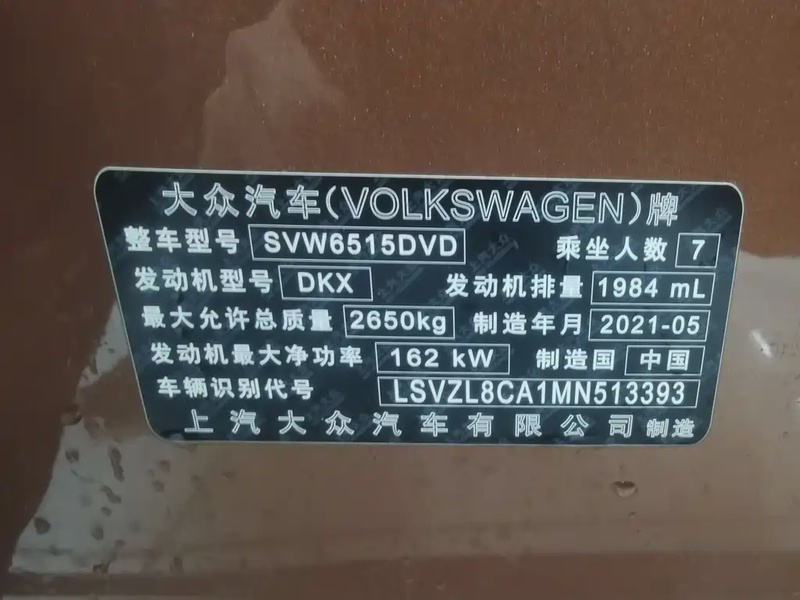 大众汽车(VOLKSWAGEN)牌
整车型号 SVW6515DVD 乘坐人数 7
发动机型号 DKX 发动机排量 1984 mL
最大允许总质量 2650kg 制造年月 2021-05
发动机最大净功率 162 kW 制造国 中国
车辆识别代号 LSVZL8CA1MN513393
上汽大众汽车有限公司 制造